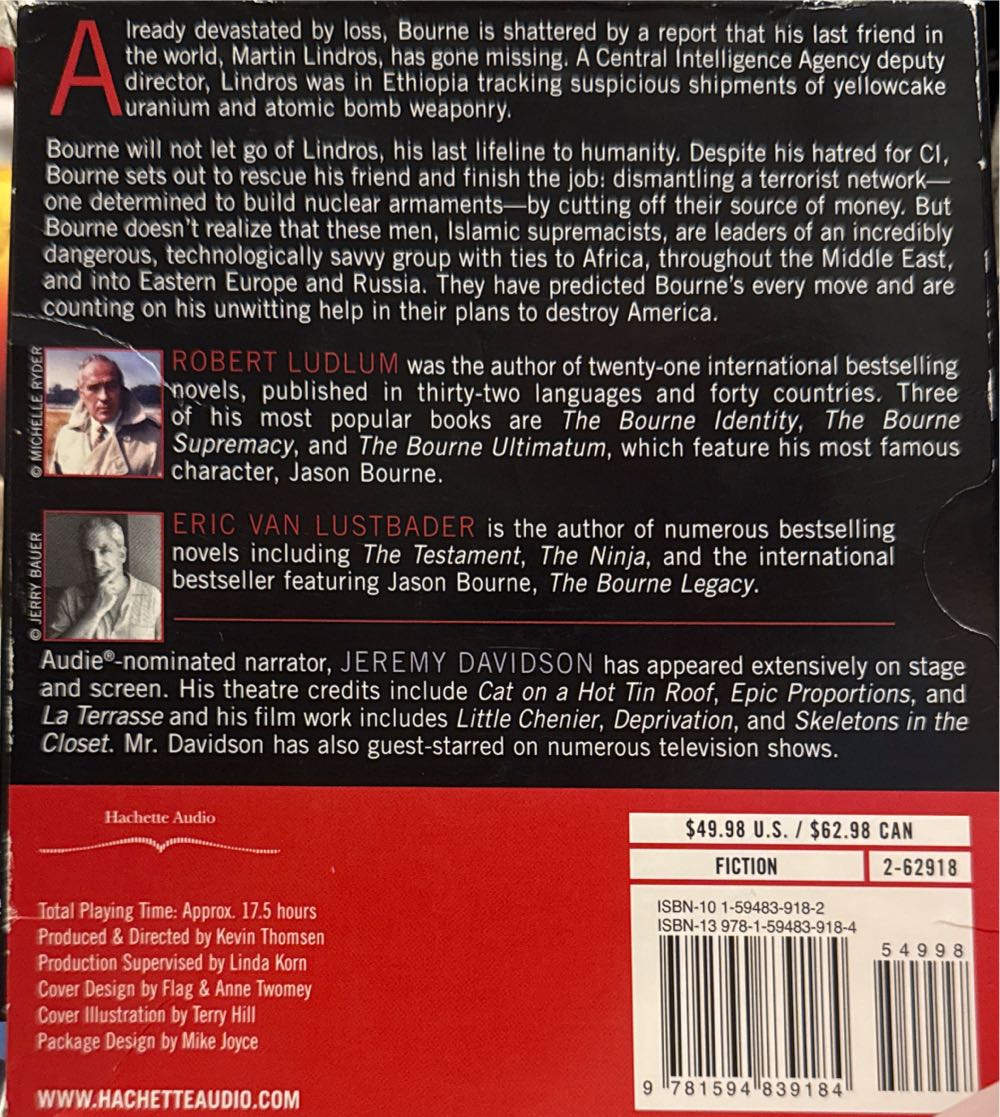 Already devastated by loss, Bourne is shattered by a report that his last friend in
the world, Martin Lindros, has gone missing. A Central Intelligence Agency deputy
director, Lindros was in Ethiopia tracking suspicious shipments of yellowcake
uranium and atomic bomb weaponry.
Bourne will not let go of Lindros, his last lifeline to humanity. Despite his hatred for CI,
Bourne sets out to rescue his friend and finish the job: dismantling a terrorist network—
one determined to build nuclear armaments—by cutting off their source of money. But
Bourne doesn't realize that these men, Islamic supremacists, are leaders of an incredibly
dangerous, technologically savvy group with ties to Africa, throughout the Middle East,
and into Eastern Europe and Russia. They have predicted Bourne's every move and are
counting on his unwitting help in their plans to destroy America.
© MICHELLE RYDER
ROBERT LUDLUM was the author of twenty-one international bestselling
novels, published in thirty-two languages and forty countries. Three
of his most popular books are The Bourne Identity, The Bourne
Supremacy, and The Bourne Ultimatum, which feature his most famous
character, Jason Bourne.
© JERRY BAUER
ERIC VAN LUSTBADER is the author of numerous bestselling
novels including The Testament, The Ninja, and the international
bestseller featuring Jason Bourne, The Bourne Legacy.
Audie®-nominated narrator, JEREMY DAVIDSON has appeared extensively on stage
and screen. His theatre credits include Cat on a Hot Tin Roof, Epic Proportions, and
La Terrasse and his film work includes Little Chenier, Deprivation, and Skeletons in the
Closet. Mr. Davidson has also guest-starred on numerous television shows.
Hachette Audio
Total Playing Time: Approx. 17.5 hours
Produced & Directed by Kevin Thomsen
Production Supervised by Linda Korn
Cover Design by Flag & Anne Twomey
Cover Illustration by Terry Hill
Package Design by Mike Joyce
WWW.HACHETTEAUDIO.COM
$49.98 U.S. / $62.98 CAN
FICTION 2-62918
ISBN-10 1-59483-918-2
ISBN-13 978-1-59483-918-4
54998
9 781594 839184